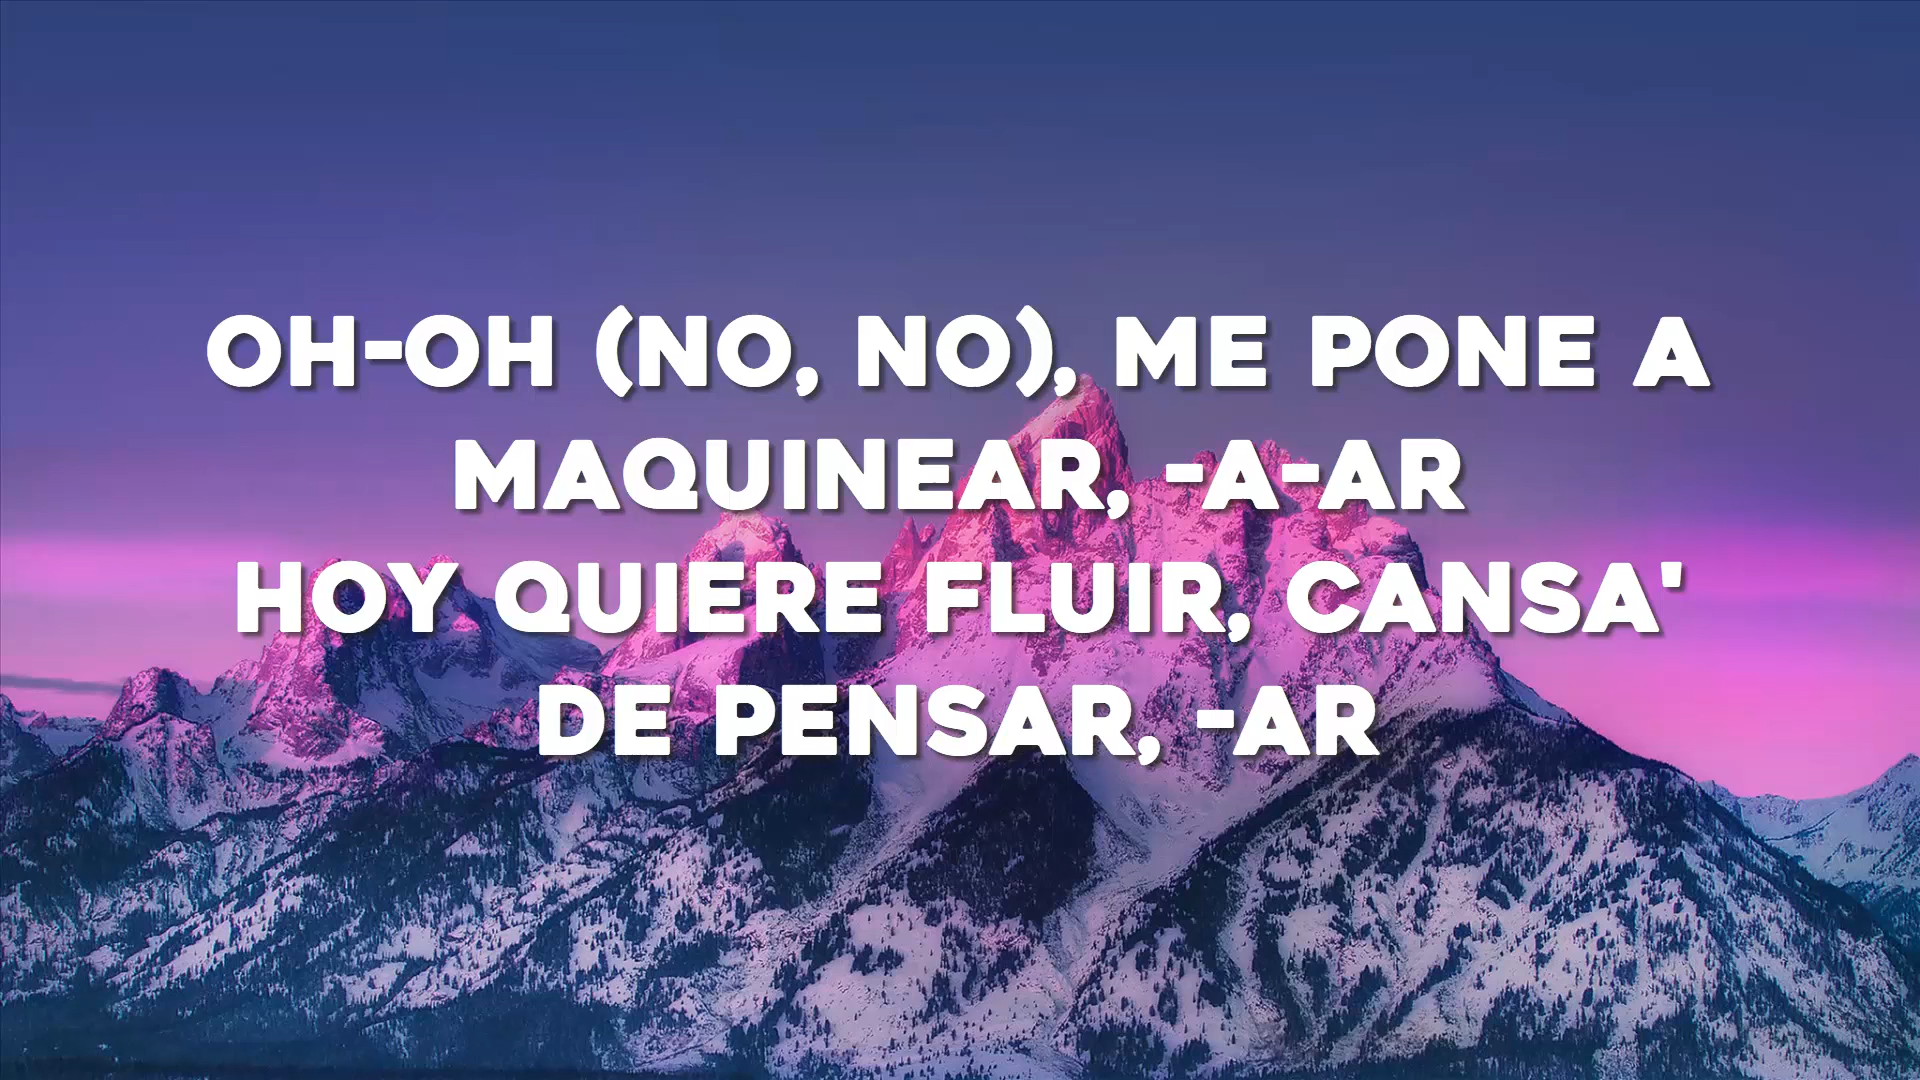 OH-OH (NO, NO), ME PONE A
MAQUINEAR, -A-AR
HOY QUIERE FLUIR, CANSA'
DE PENSAR, -AR